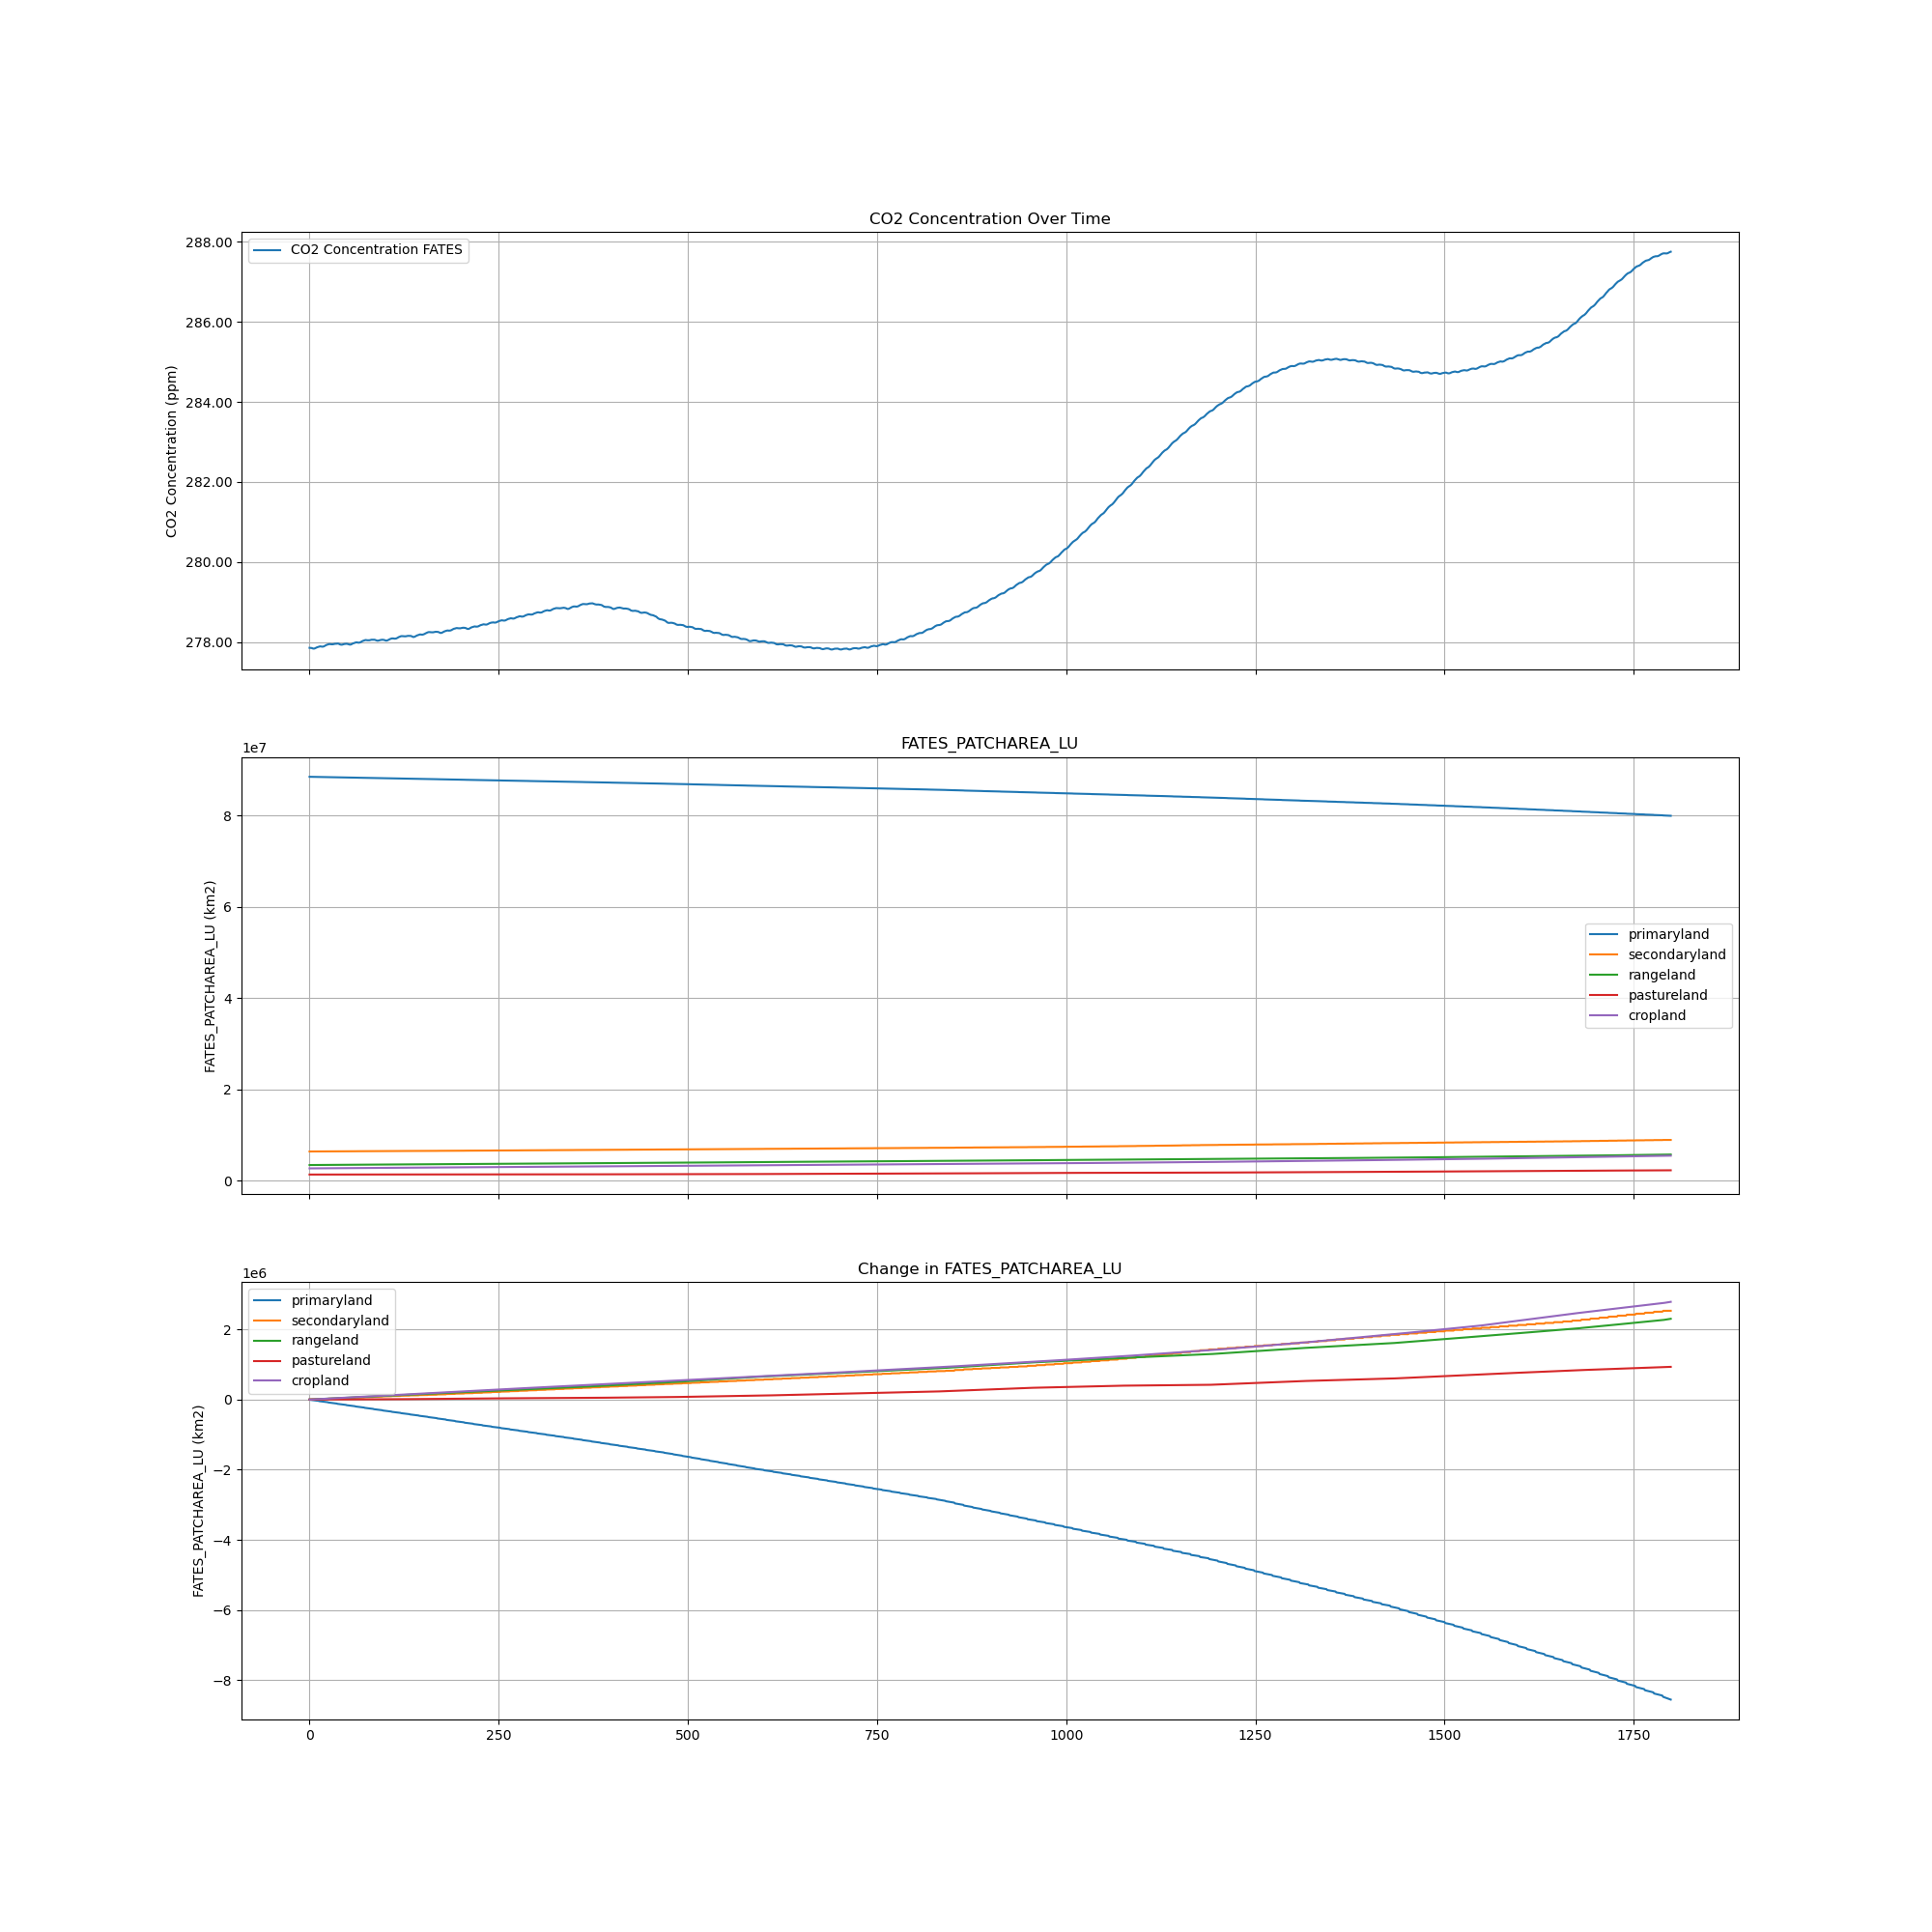 CO2 Concentration Over Time
288.00
286.00
284.00
282.00
280.00
278.00
CO2 Concentration (ppm)
CO2 Concentration FATES
FATES_PATCHAREA_LU
1e7
8
6
4
2
0
FATES_PATCHAREA_LU (km2)
primaryland
secondaryland
rangeland
pastureland
cropland
Change in FATES_PATCHAREA_LU
1e6
2
0
−2
−4
−6
−8
FATES_PATCHAREA_LU (km2)
primaryland
secondaryland
rangeland
pastureland
cropland
0 250 500 750 1000 1250 1500 1750